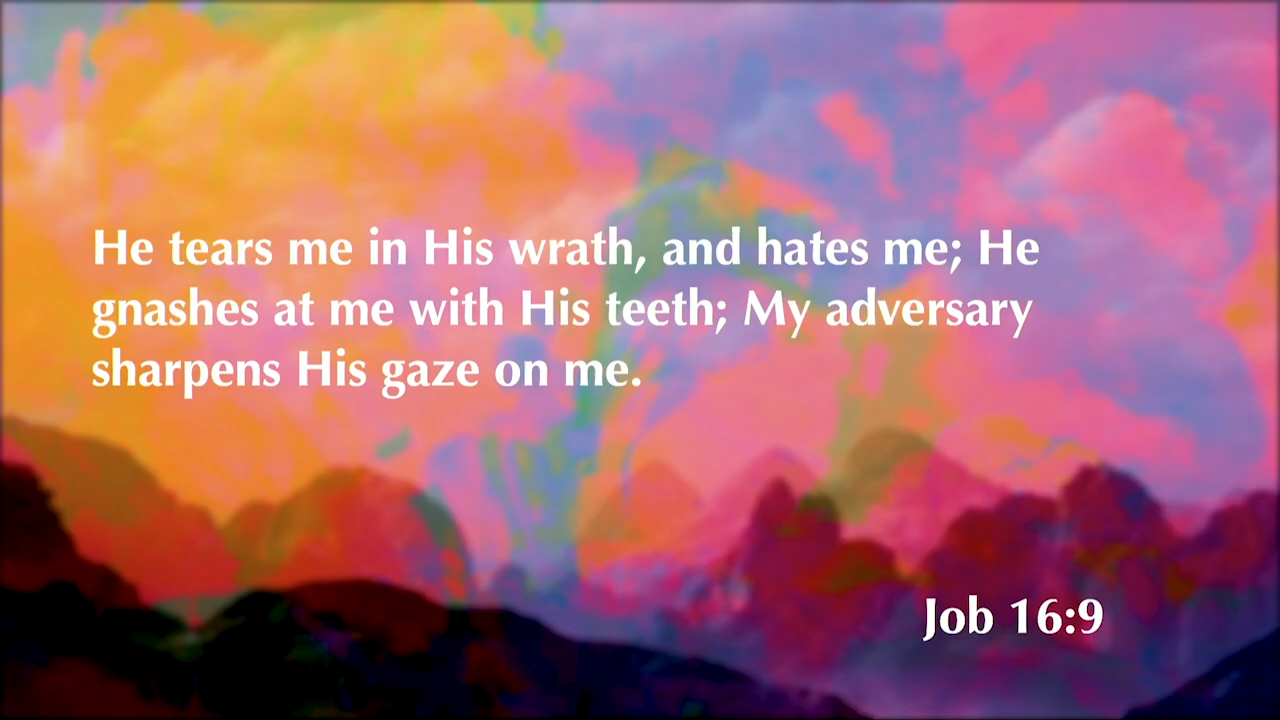 He tears me in His wrath, and hates me; He
gnashes at me with His teeth; My adversary
sharpens His gaze on me.
Job 16:9